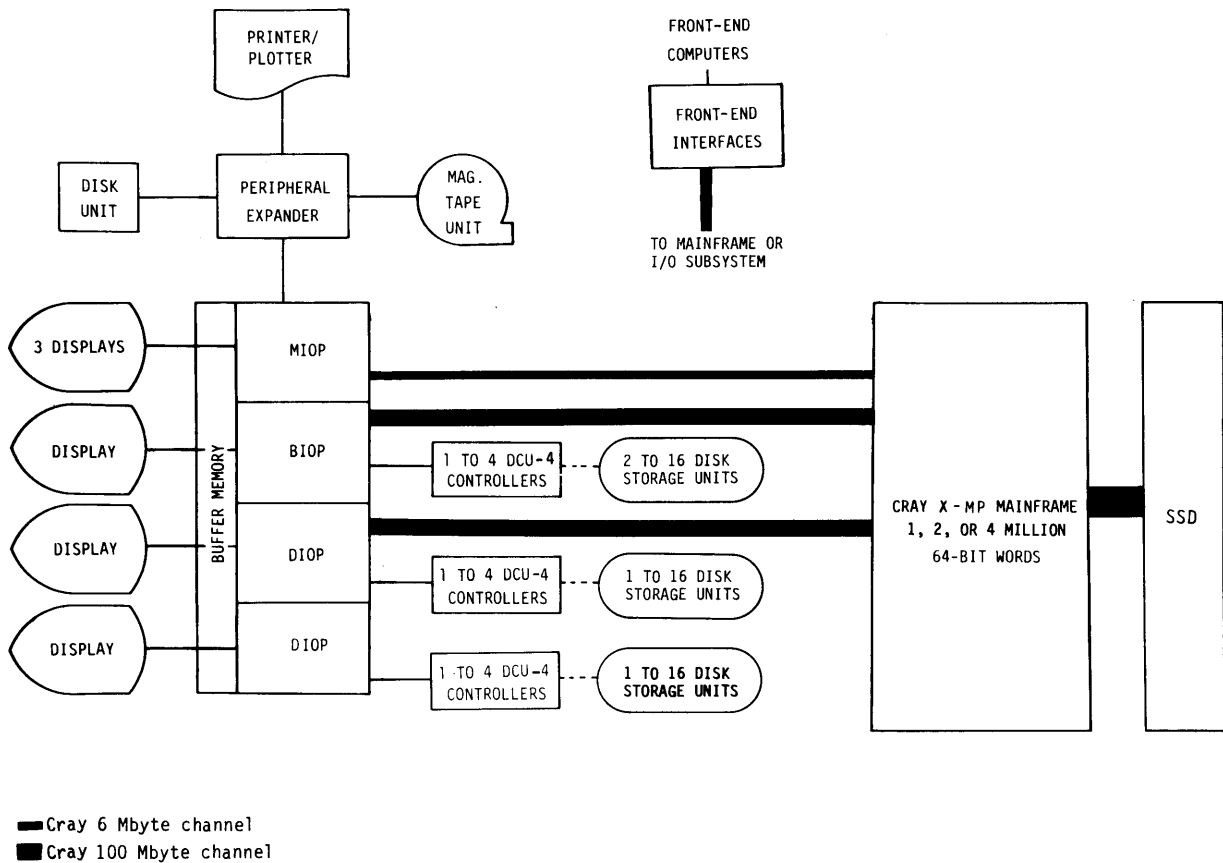 PRINTER/
PLOTTER
FRONT-END
COMPUTERS
FRONT-END
INTERFACES
TO MAINFRAME OR
I/O SUBSYSTEM
DISK
UNIT
PERIPHERAL
EXPANDER
MAG.
TAPE
UNIT
3 DISPLAYS
DISPLAY
DISPLAY
DISPLAY
BUFFER MEMORY
MIOP
BIOP
DIOP
DIOP
1 TO 4 DCU-4
CONTROLLERS
2 TO 16 DISK
STORAGE UNITS
1 TO 4 DCU-4
CONTROLLERS
1 TO 16 DISK
STORAGE UNITS
1 TO 4 DCU-4
CONTROLLERS
1 TO 16 DISK
STORAGE UNITS
CRAY X-MP MAINFRAME
1, 2, OR 4 MILLION
64-BIT WORDS
SSD
Cray 6 Mbyte channel
Cray 100 Mbyte channel